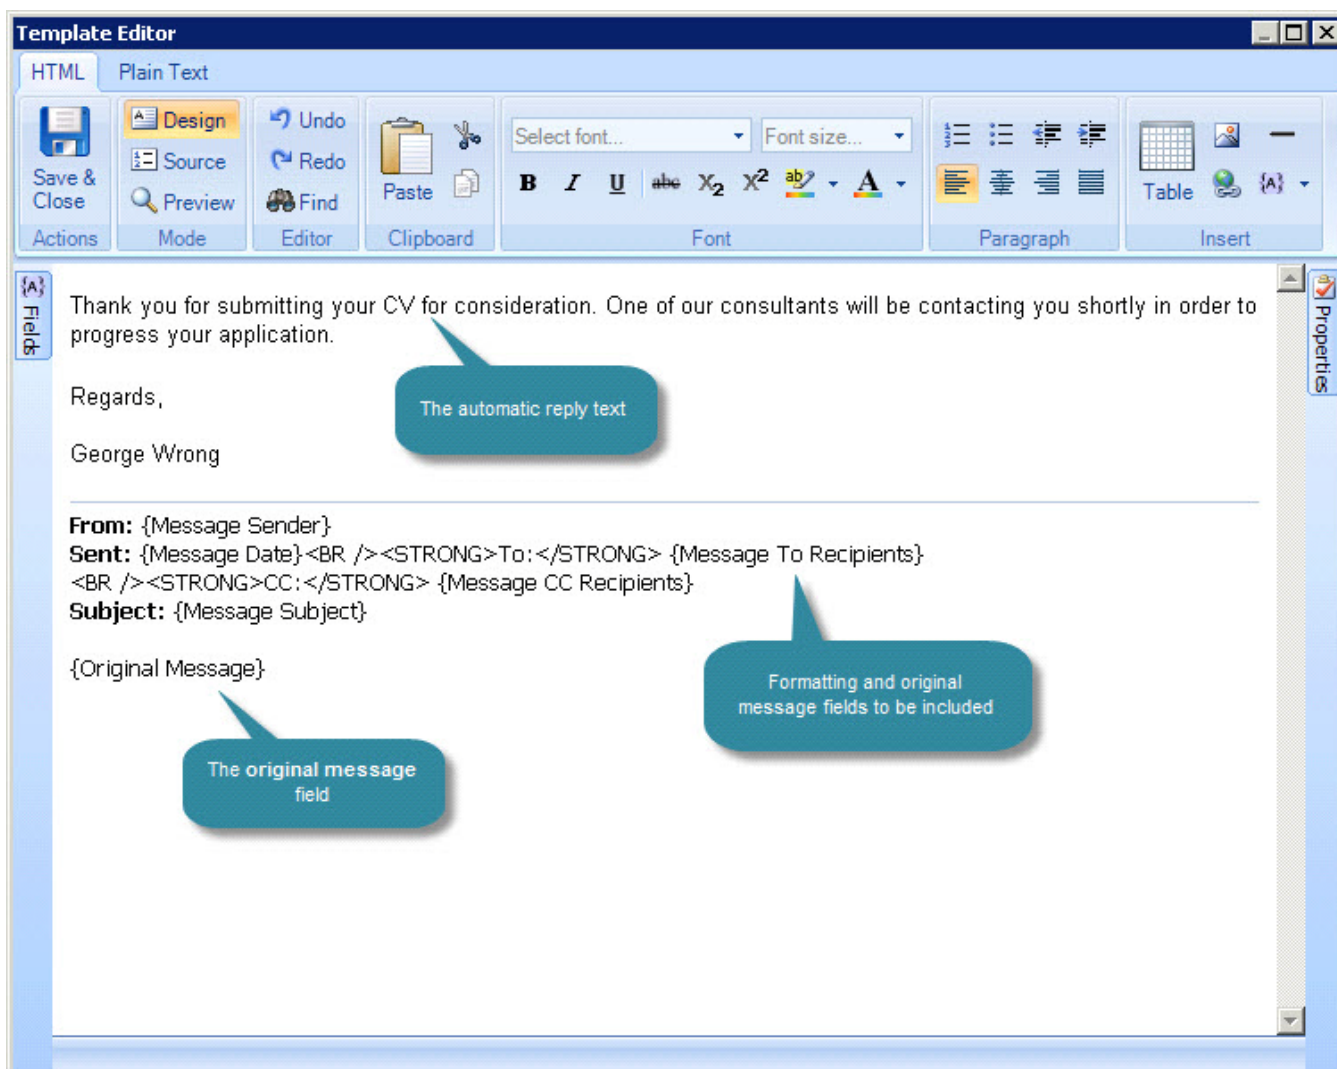 Template Editor
HTML Plain Text
Save & Close
Design
Source
Preview
Undo
Redo
Find
Paste
Select font...
Font size...
B I U abc X2 X2 ab A
Table
{A}
Actions Mode Editor Clipboard Font Paragraph Insert
{A} Fields
Properties
Thank you for submitting your CV for consideration. One of our consultants will be contacting you shortly in order to
progress your application.
Regards,
The automatic reply text
George Wrong
From: {Message Sender}
Sent: {Message Date}<BR /><STRONG>To:</STRONG> {Message To Recipients}
<BR /><STRONG>CC:</STRONG> {Message CC Recipients}
Subject: {Message Subject}
{Original Message}
Formatting and original
message fields to be included
The original message
field